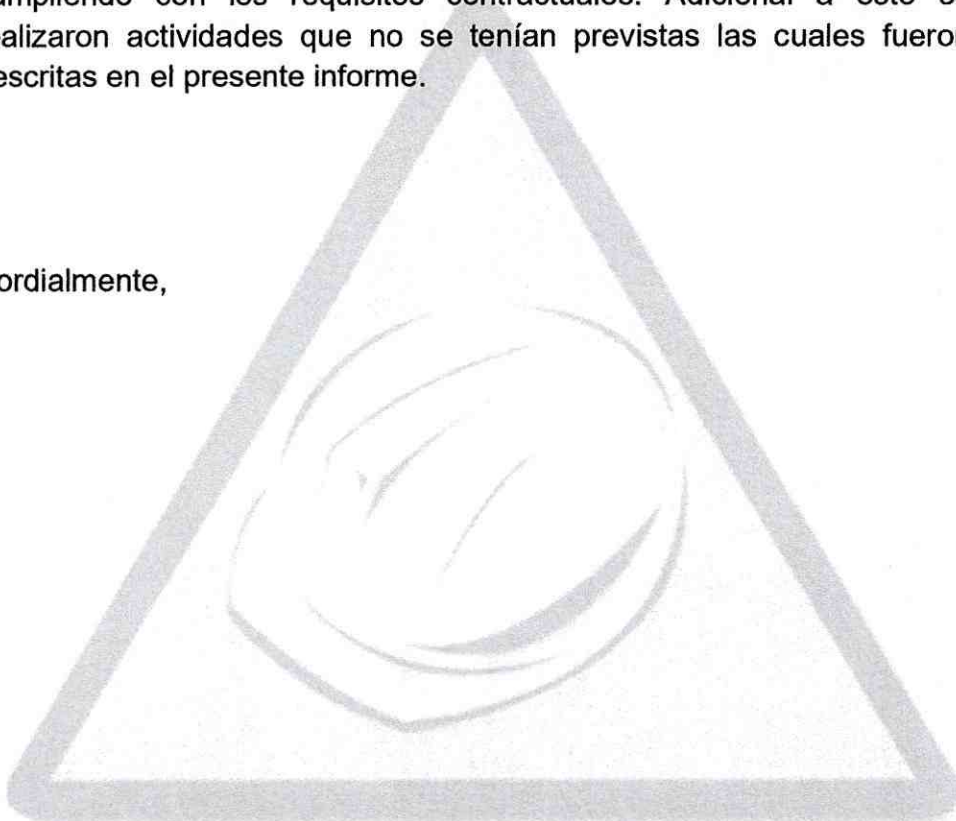 umpliendo con los requisitos contractuales. Adicional a esto s
ealizaron actividades que no se tenían previstas las cuales fueron
escritas en el presente informe.
ordialmente,